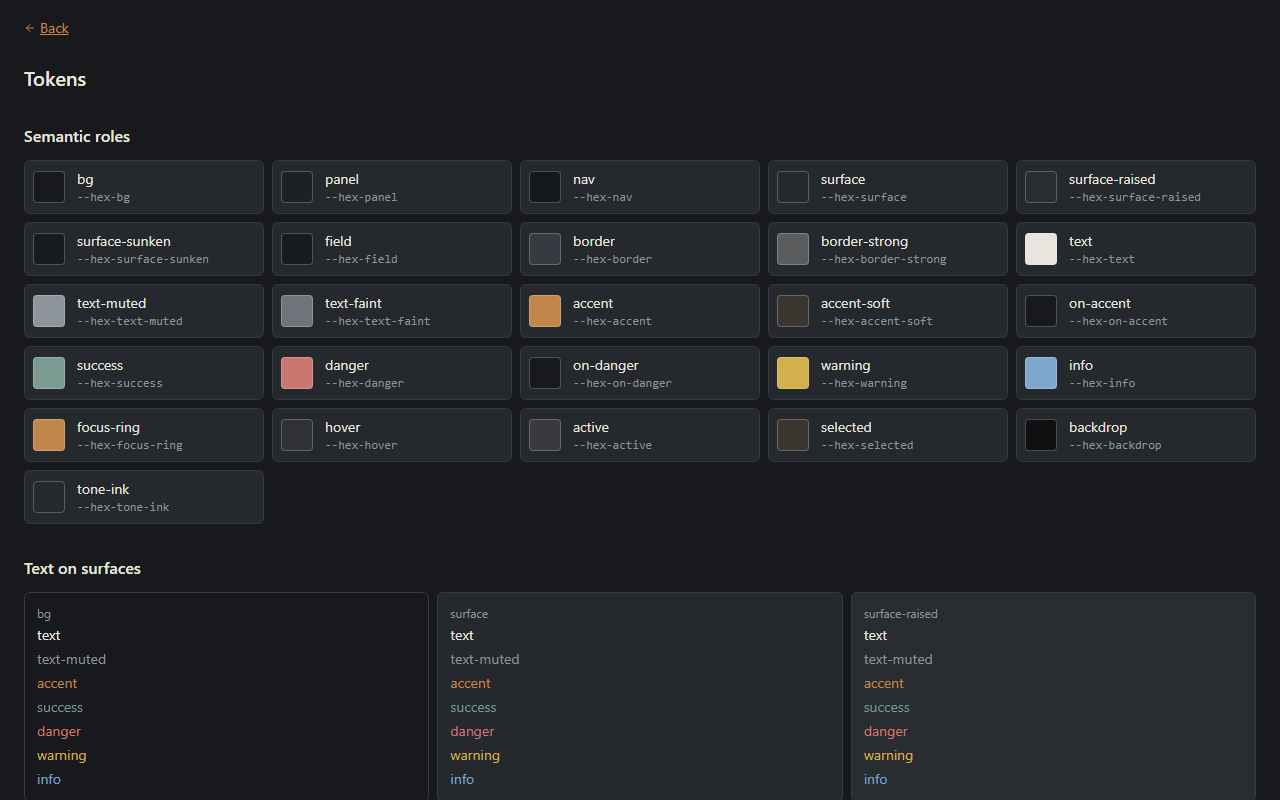 ← Back
Tokens
Semantic roles
bg
--hex-bg
panel
--hex-panel
nav
--hex-nav
surface
--hex-surface
surface-raised
--hex-surface-raised
surface-sunken
--hex-surface-sunken
field
--hex-field
border
--hex-border
border-strong
--hex-border-strong
text
--hex-text
text-muted
--hex-text-muted
text-faint
--hex-text-faint
accent
--hex-accent
accent-soft
--hex-accent-soft
on-accent
--hex-on-accent
success
--hex-success
danger
--hex-danger
on-danger
--hex-on-danger
warning
--hex-warning
info
--hex-info
focus-ring
--hex-focus-ring
hover
--hex-hover
active
--hex-active
selected
--hex-selected
backdrop
--hex-backdrop
tone-ink
--hex-tone-ink
Text on surfaces
bg
text
text-muted
accent
success
danger
warning
info
surface
text
text-muted
accent
success
danger
warning
info
surface-raised
text
text-muted
accent
success
danger
warning
info